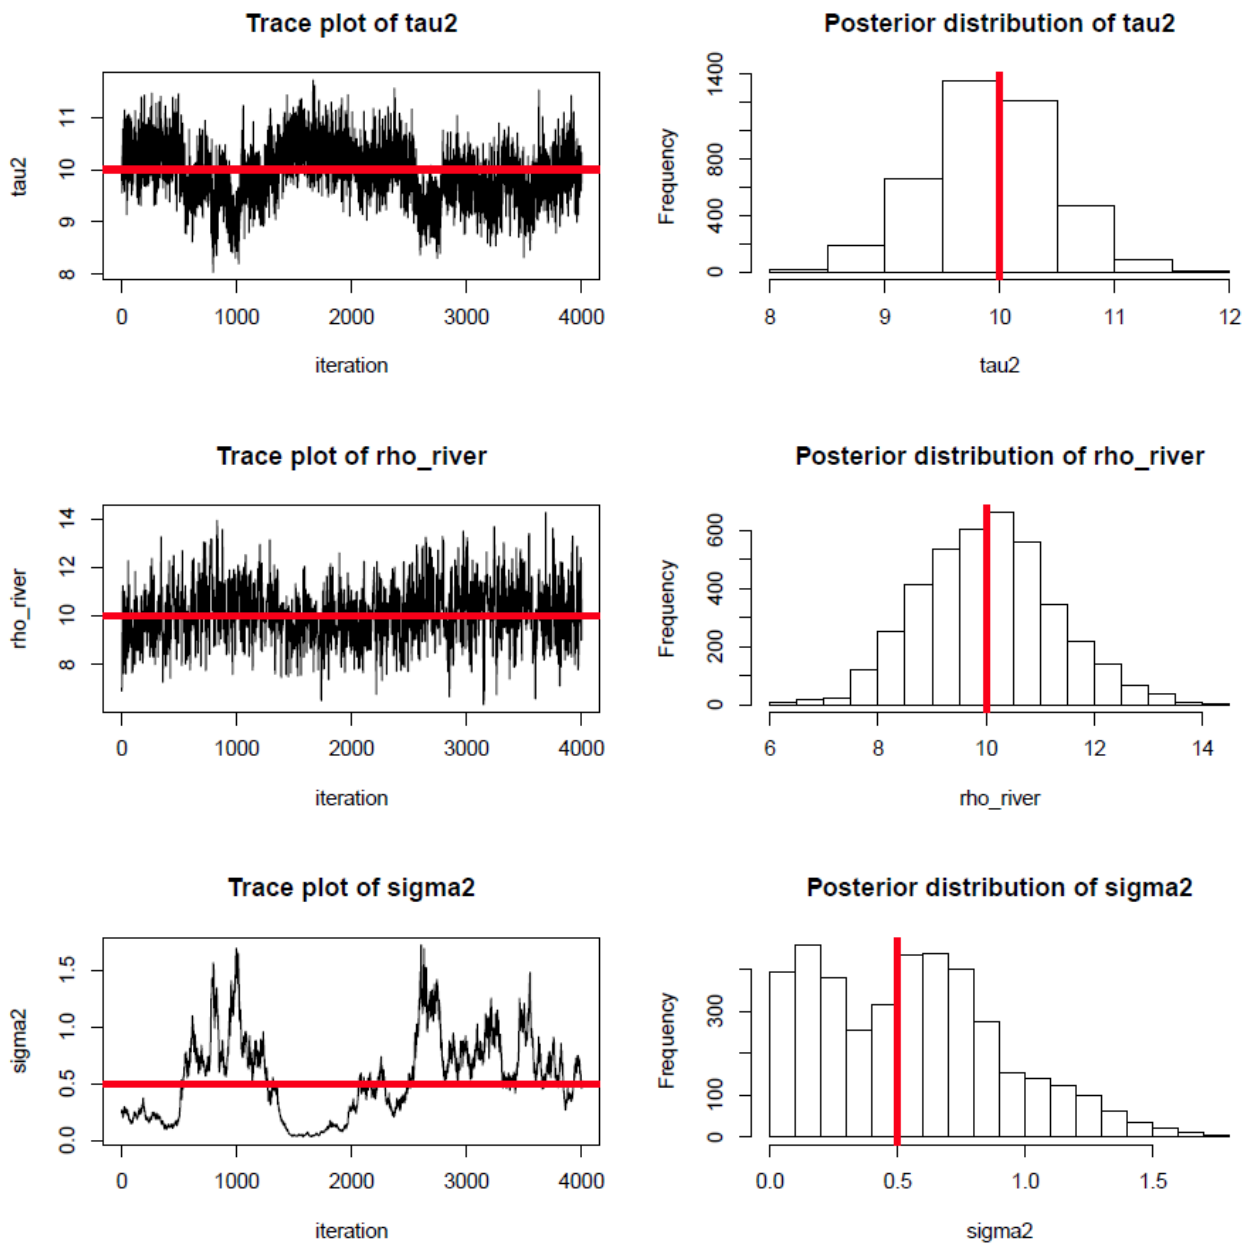 Trace plot of tau2
tau2
11
10
9
8
0 1000 2000 3000 4000
iteration
Posterior distribution of tau2
Frequency
1400
800
400
0
8 9 10 11 12
tau2
Trace plot of rho_river
rho_river
14
12
10
8
0 1000 2000 3000 4000
iteration
Posterior distribution of rho_river
Frequency
600
400
200
0
6 8 10 12 14
rho_river
Trace plot of sigma2
sigma2
1.5
1.0
0.5
0.0
0 1000 2000 3000 4000
iteration
Posterior distribution of sigma2
Frequency
300
100
0
0.0 0.5 1.0 1.5
sigma2